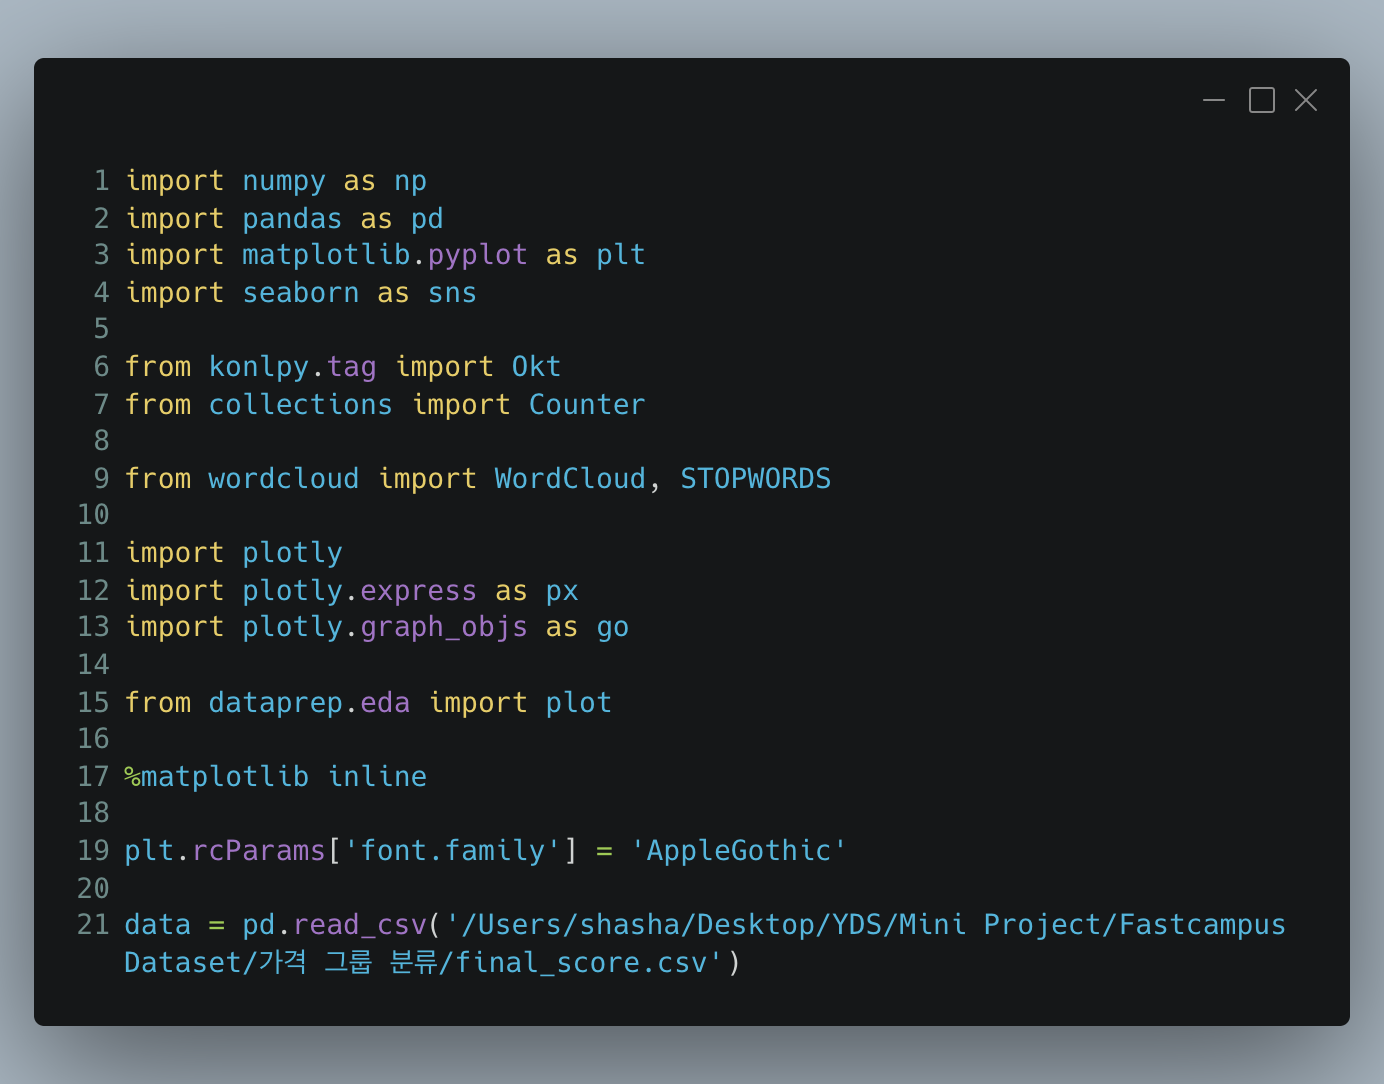 1 import numpy as np
2 import pandas as pd
3 import matplotlib.pyplot as plt
4 import seaborn as sns
5
6 from konlpy.tag import Okt
7 from collections import Counter
8
9 from wordcloud import WordCloud, STOPWORDS
10
11 import plotly
12 import plotly.express as px
13 import plotly.graph_objs as go
14
15 from dataprep.eda import plot
16
17 %matplotlib inline
18
19 plt.rcParams['font.family'] = 'AppleGothic'
20
21 data = pd.read_csv('/Users/shasha/Desktop/YDS/Mini Project/Fastcampus
Dataset/가격 그룹 분류/final_score.csv')